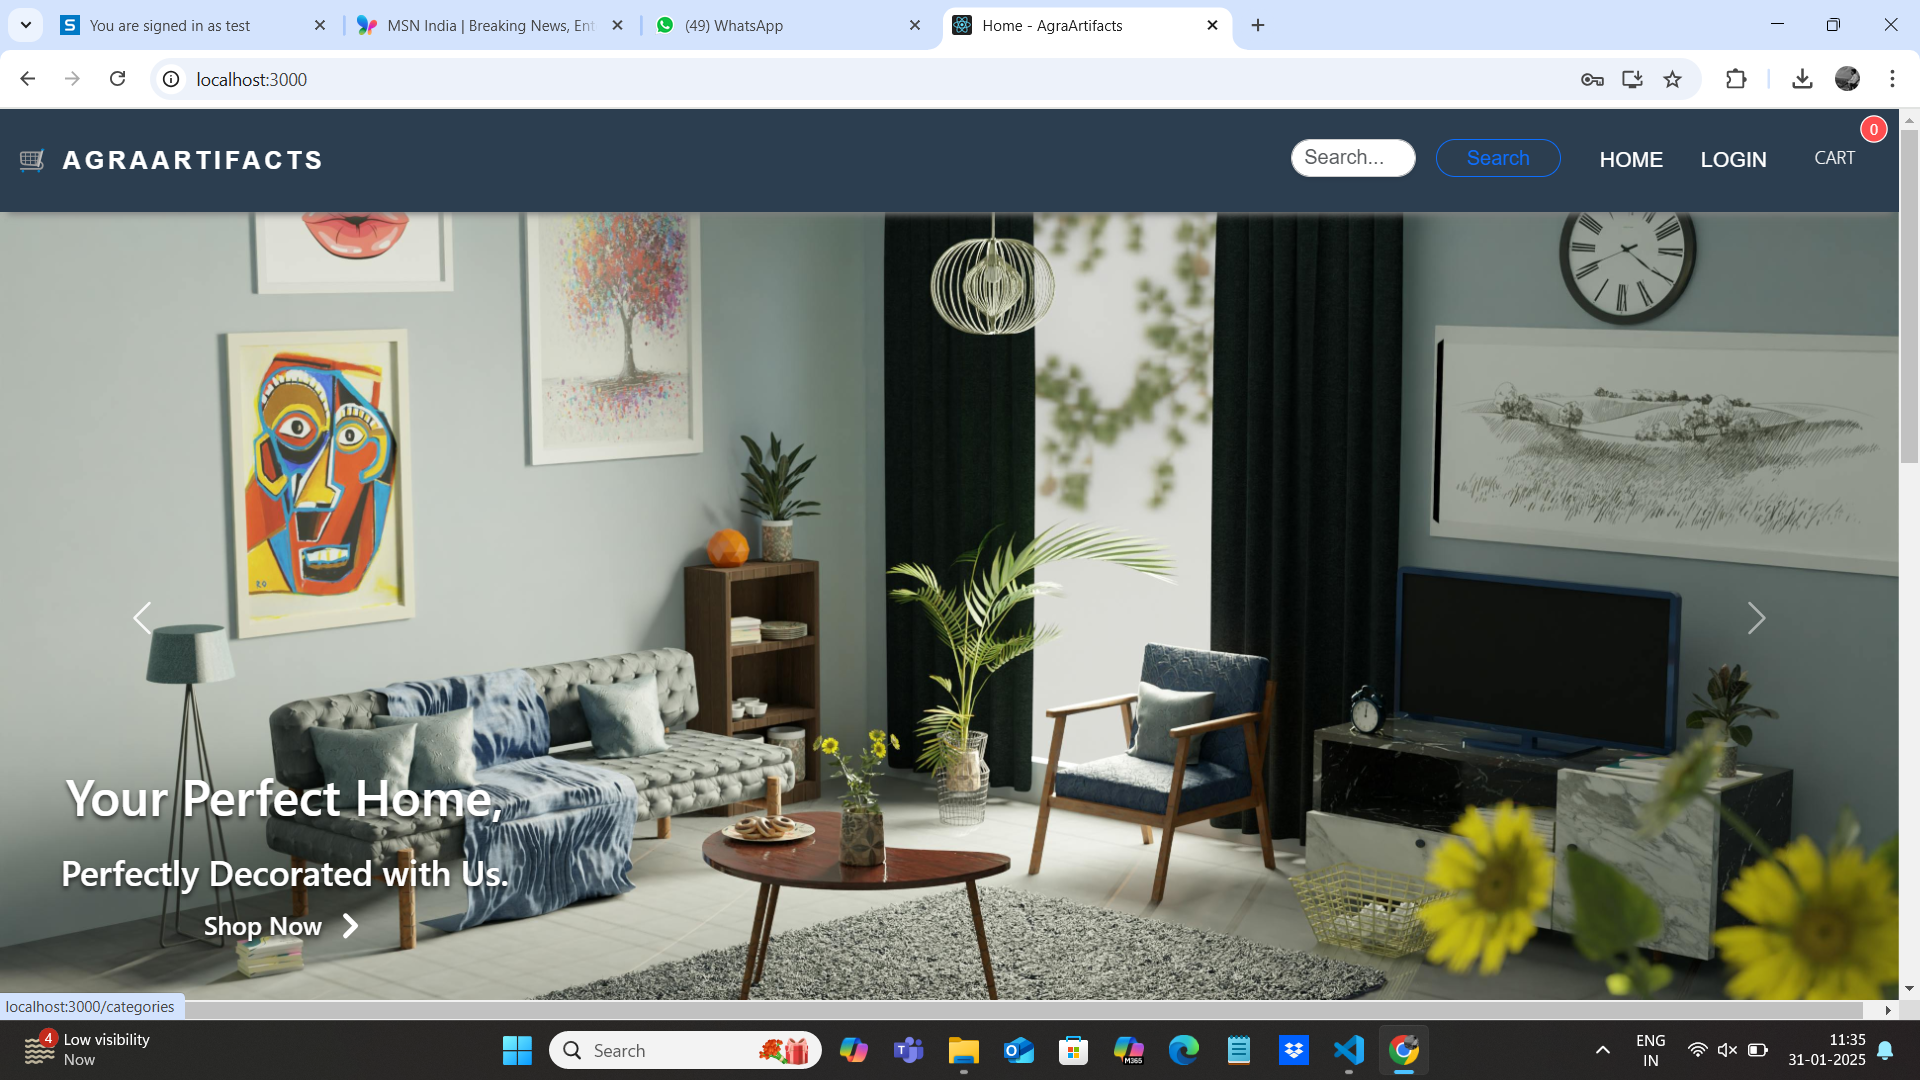 You are signed in as test
MSN India | Breaking News, Ent
(49) WhatsApp
Home - AgraArtifacts
localhost:3000
AGRAARTIFACTS
Search...
Search
HOME
LOGIN
CART
0
Your Perfect Home,
Perfectly Decorated with Us.
Shop Now
localhost:3000/categories
4
Low visibility
Now
Search
M365
ENG
IN
11:35
31-01-2025